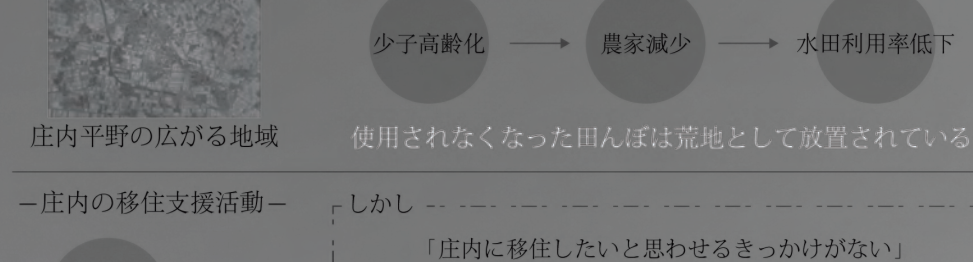 少子高齢化 → 農家減少 → 水田利用率低下
庄内平野の広がる地域
使用されなくなった田んぼは荒地として放置されている
—庄内の移住支援活動—
しかし
「庄内に移住したいと思わせるきっかけがない」